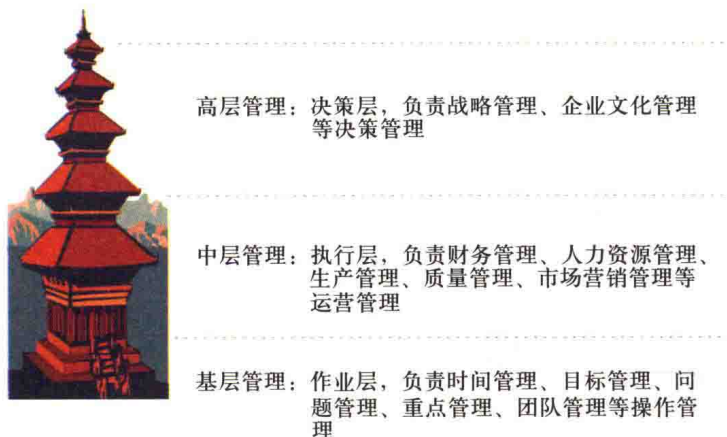 高层管理：决策层，负责战略管理、企业文化管理
等决策管理
中层管理：执行层，负责财务管理、人力资源管理、
生产管理、质量管理、市场营销管理等
运营管理
基层管理：作业层，负责时间管理、目标管理、问
题管理、重点管理、团队管理等操作管
理